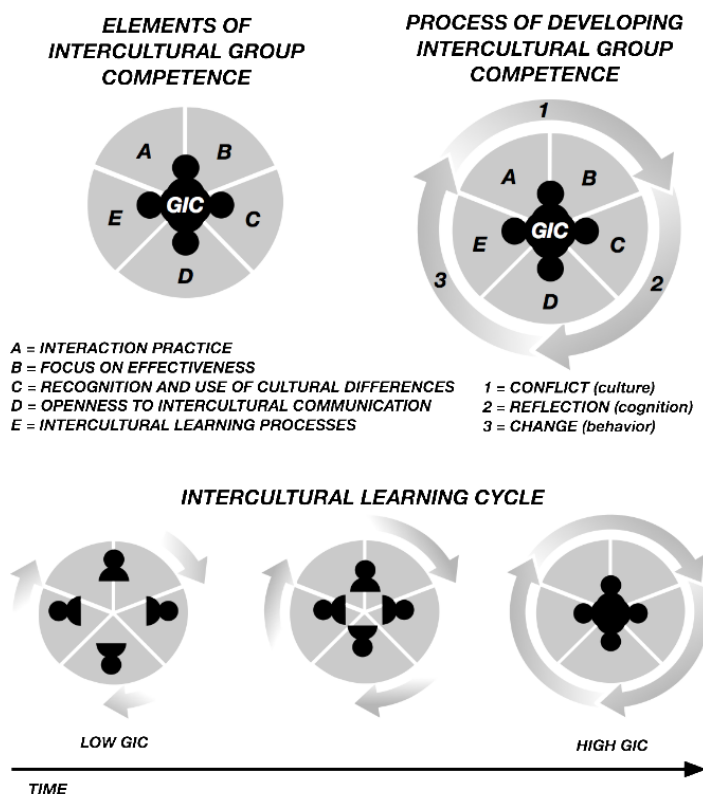 ELEMENTS OF
INTERCULTURAL GROUP
COMPETENCE
A
B
E
GIC
C
D
PROCESS OF DEVELOPING
INTERCULTURAL GROUP
COMPETENCE
1
A
B
E
GIC
C
3
2
D
A = INTERACTION PRACTICE
B = FOCUS ON EFFECTIVENESS
C = RECOGNITION AND USE OF CULTURAL DIFFERENCES
D = OPENNESS TO INTERCULTURAL COMMUNICATION
E = INTERCULTURAL LEARNING PROCESSES
1 = CONFLICT (culture)
2 = REFLECTION (cognition)
3 = CHANGE (behavior)
INTERCULTURAL LEARNING CYCLE
LOW GIC
HIGH GIC
TIME